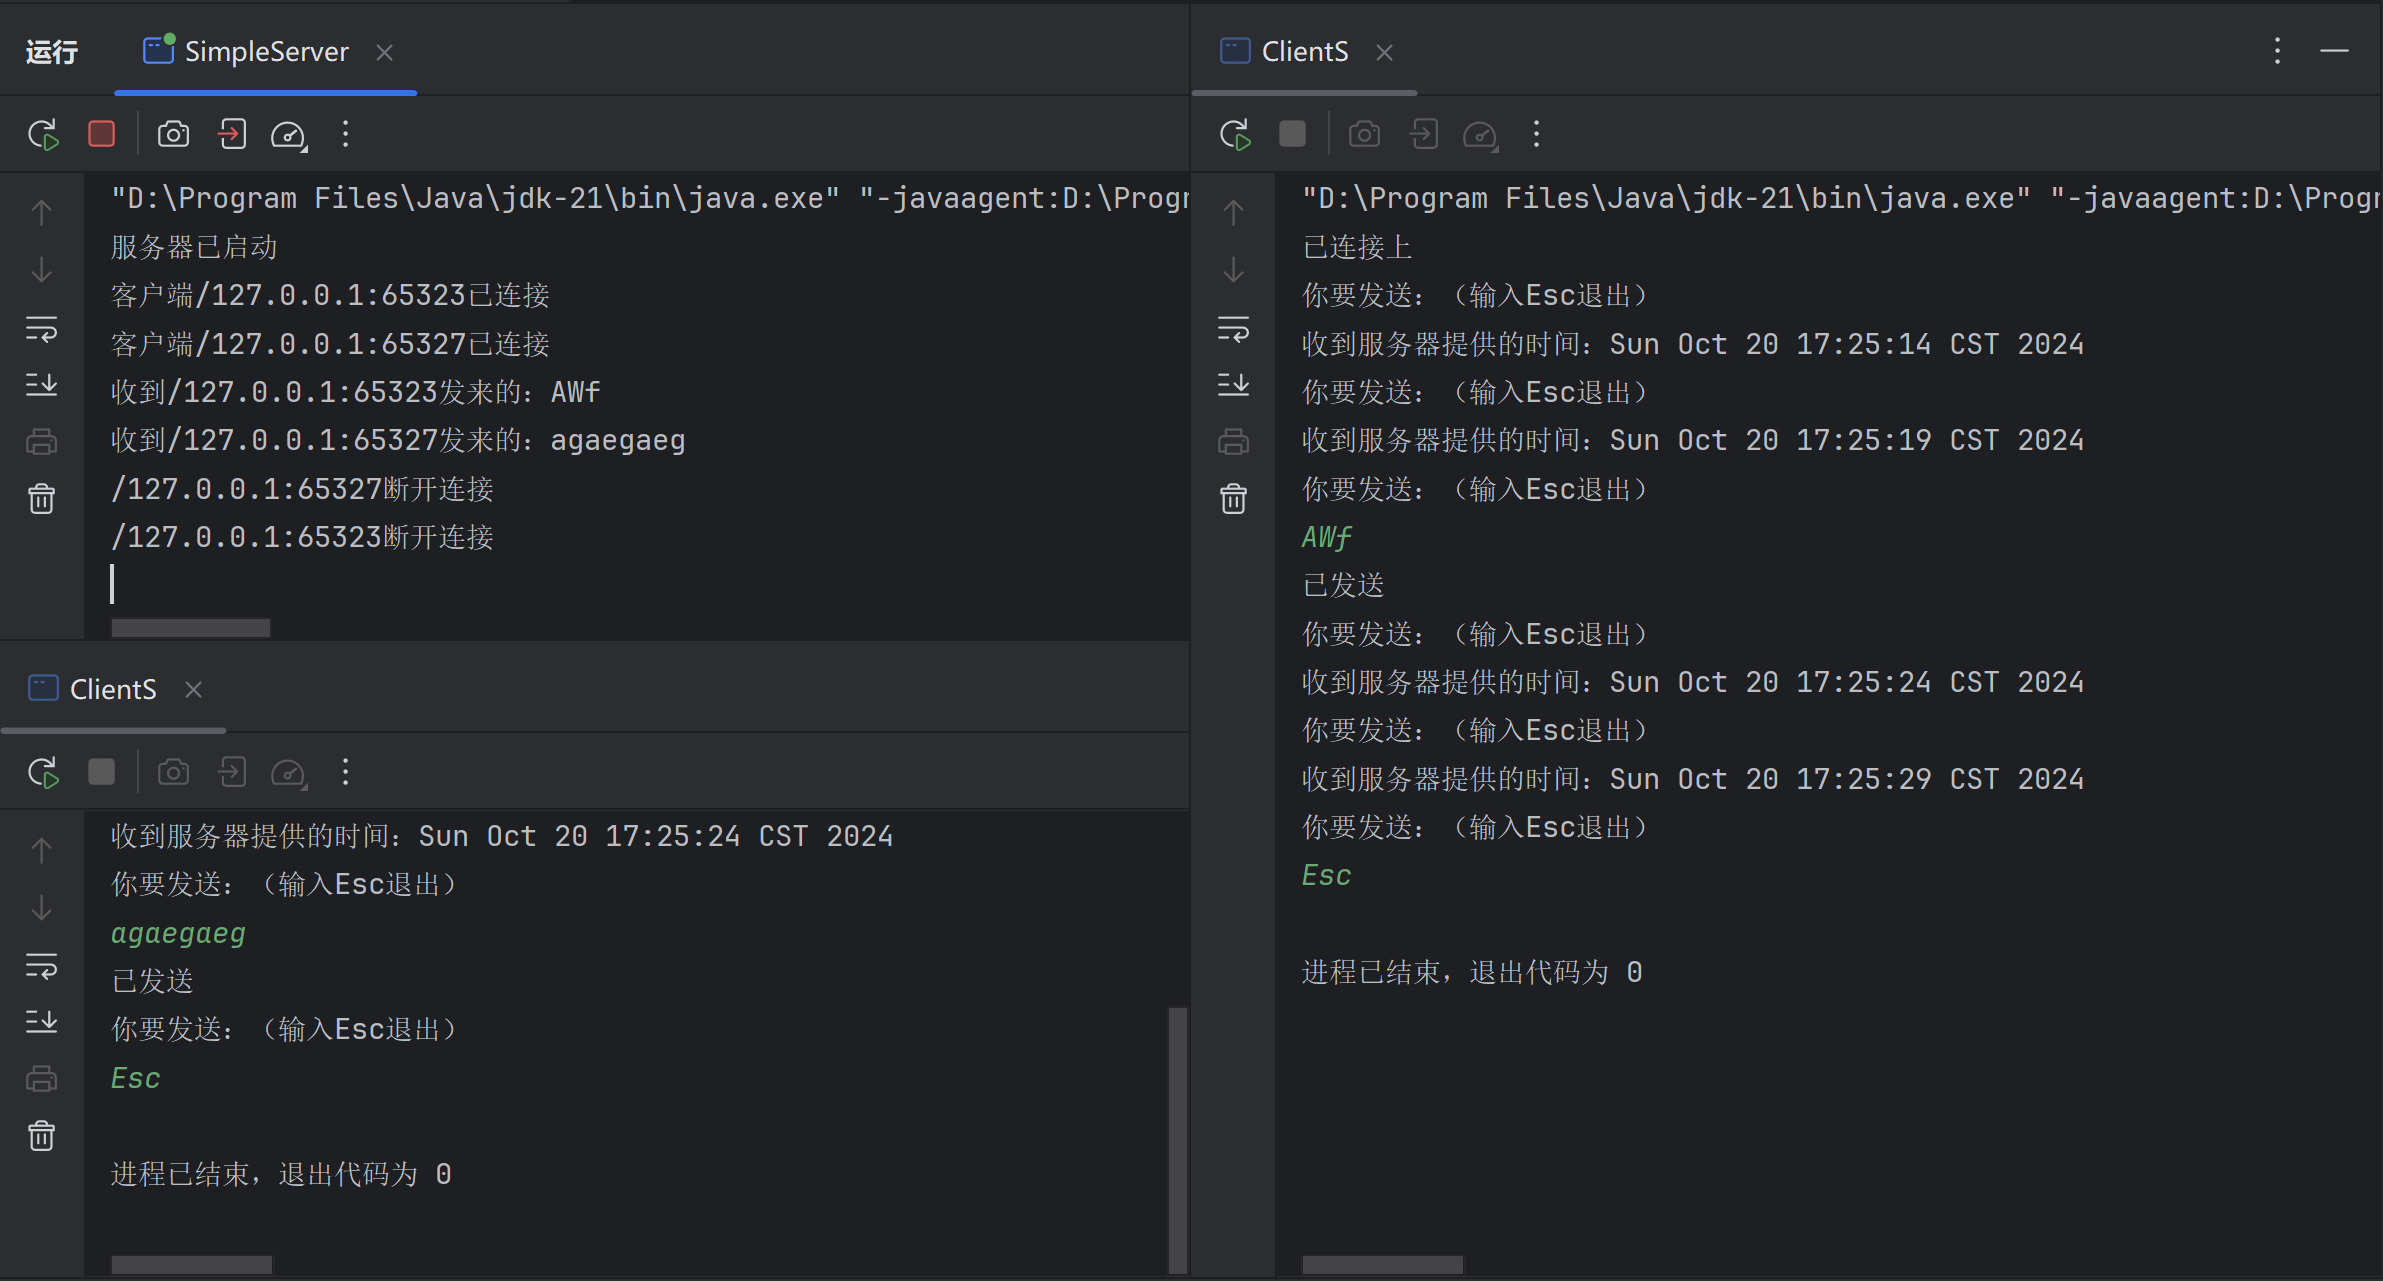 运行 SimpleServer
"D:\Program Files\Java\jdk-21\bin\java.exe" "-javaagent:D:\Progr
服务器已启动
客户端/127.0.0.1:65323已连接
客户端/127.0.0.1:65327已连接
收到/127.0.0.1:65323发来的：AWf
收到/127.0.0.1:65327发来的：agaegaeg
/127.0.0.1:65327断开连接
/127.0.0.1:65323断开连接
ClientS
收到服务器提供的时间：Sun Oct 20 17:25:24 CST 2024
你要发送：（输入Esc退出）
agaegaeg
已发送
你要发送：（输入Esc退出）
Esc
进程已结束，退出代码为 0
ClientS
"D:\Program Files\Java\jdk-21\bin\java.exe" "-javaagent:D:\Progr
已连接上
你要发送：（输入Esc退出）
收到服务器提供的时间：Sun Oct 20 17:25:14 CST 2024
你要发送：（输入Esc退出）
收到服务器提供的时间：Sun Oct 20 17:25:19 CST 2024
你要发送：（输入Esc退出）
AWf
已发送
你要发送：（输入Esc退出）
收到服务器提供的时间：Sun Oct 20 17:25:24 CST 2024
你要发送：（输入Esc退出）
收到服务器提供的时间：Sun Oct 20 17:25:29 CST 2024
你要发送：（输入Esc退出）
Esc
进程已结束，退出代码为 0